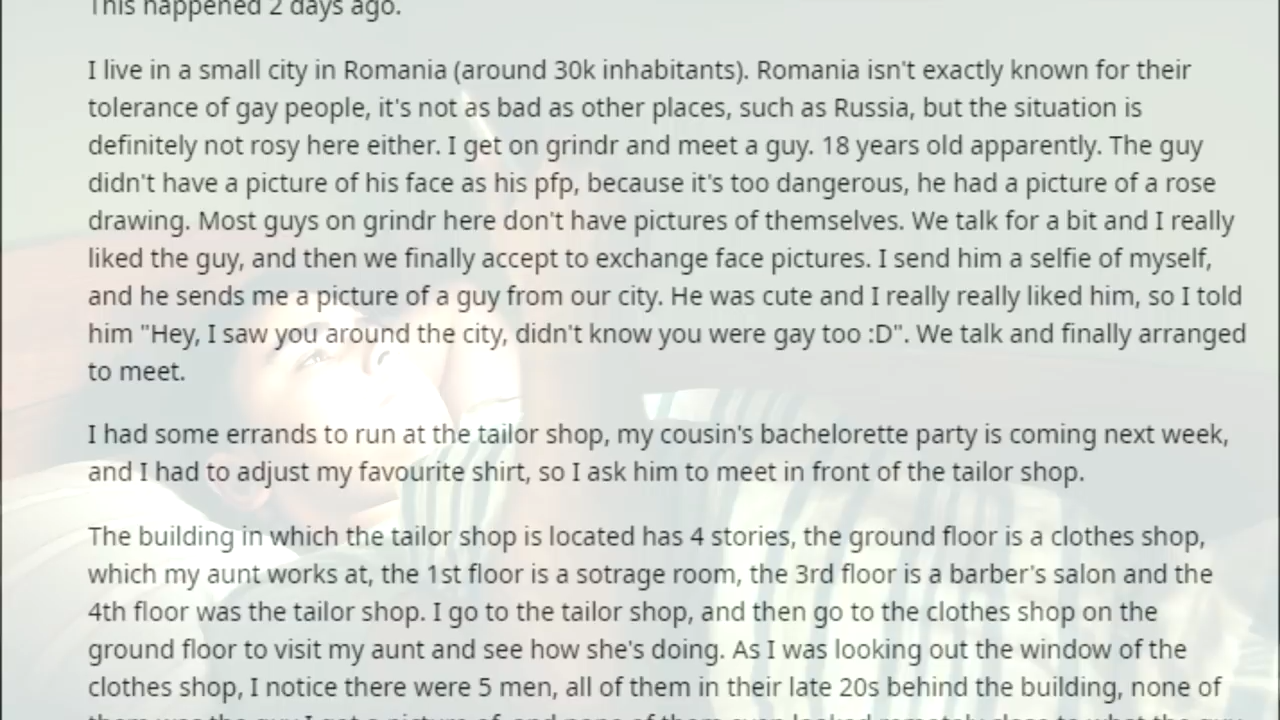 This happened 2 days ago.
I live in a small city in Romania (around 30k inhabitants). Romania isn't exactly known for their
tolerance of gay people, it's not as bad as other places, such as Russia, but the situation is
definitely not rosy here either. I get on grindr and meet a guy. 18 years old apparently. The guy
didn't have a picture of his face as his pfp, because it's too dangerous, he had a picture of a rose
drawing. Most guys on grindr here don't have pictures of themselves. We talk for a bit and I really
liked the guy, and then we finally accept to exchange face pictures. I send him a selfie of myself,
and he sends me a picture of a guy from our city. He was cute and I really really liked him, so I told
him "Hey, I saw you around the city, didn't know you were gay too :D". We talk and finally arranged
to meet.
I had some errands to run at the tailor shop, my cousin's bachelorette party is coming next week,
and I had to adjust my favourite shirt, so I ask him to meet in front of the tailor shop.
The building in which the tailor shop is located has 4 stories, the ground floor is a clothes shop,
which my aunt works at, the 1st floor is a sotrage room, the 3rd floor is a barber's salon and the
4th floor was the tailor shop. I go to the tailor shop, and then go to the clothes shop on the
ground floor to visit my aunt and see how she's doing. As I was looking out the window of the
clothes shop, I notice there were 5 men, all of them in their late 20s behind the building, none of